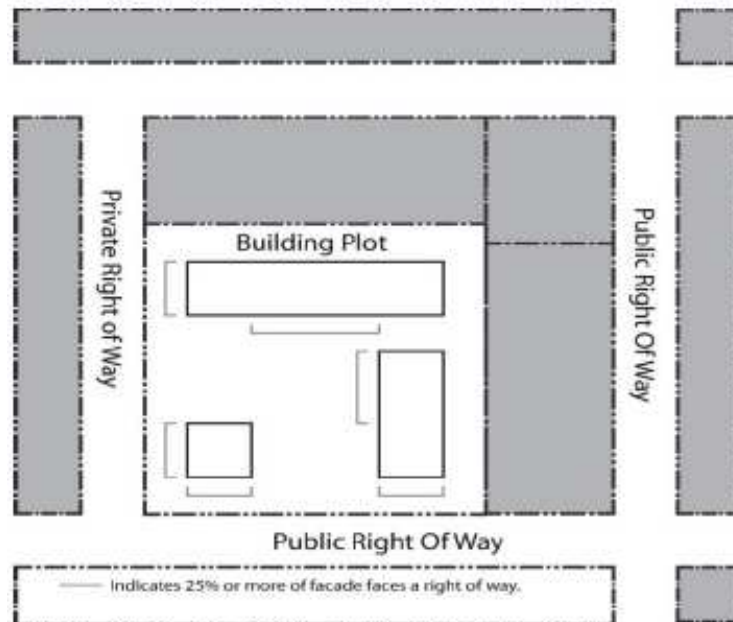 Building Plot
Private Right of Way
Public Right Of Way
Public Right Of Way
Indicates 25% or more of facade faces a right of way.